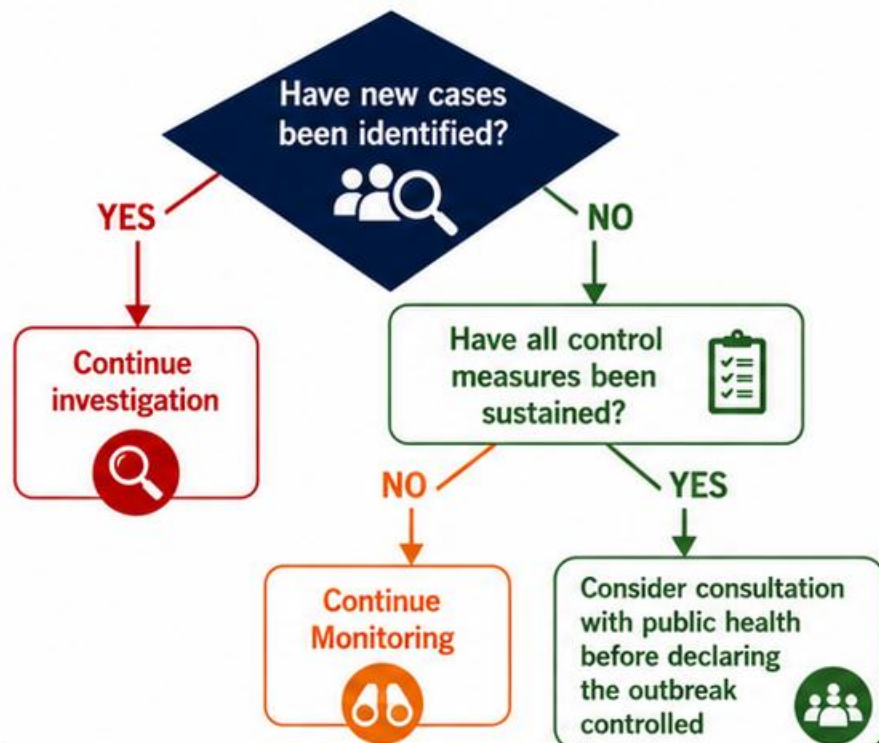 Have new cases
been identified?
YES
NO
Continue
investigation
Have all control
measures been
sustained?
NO
YES
Continue
Monitoring
Consider consultation
with public health
before declaring
the outbreak
controlled